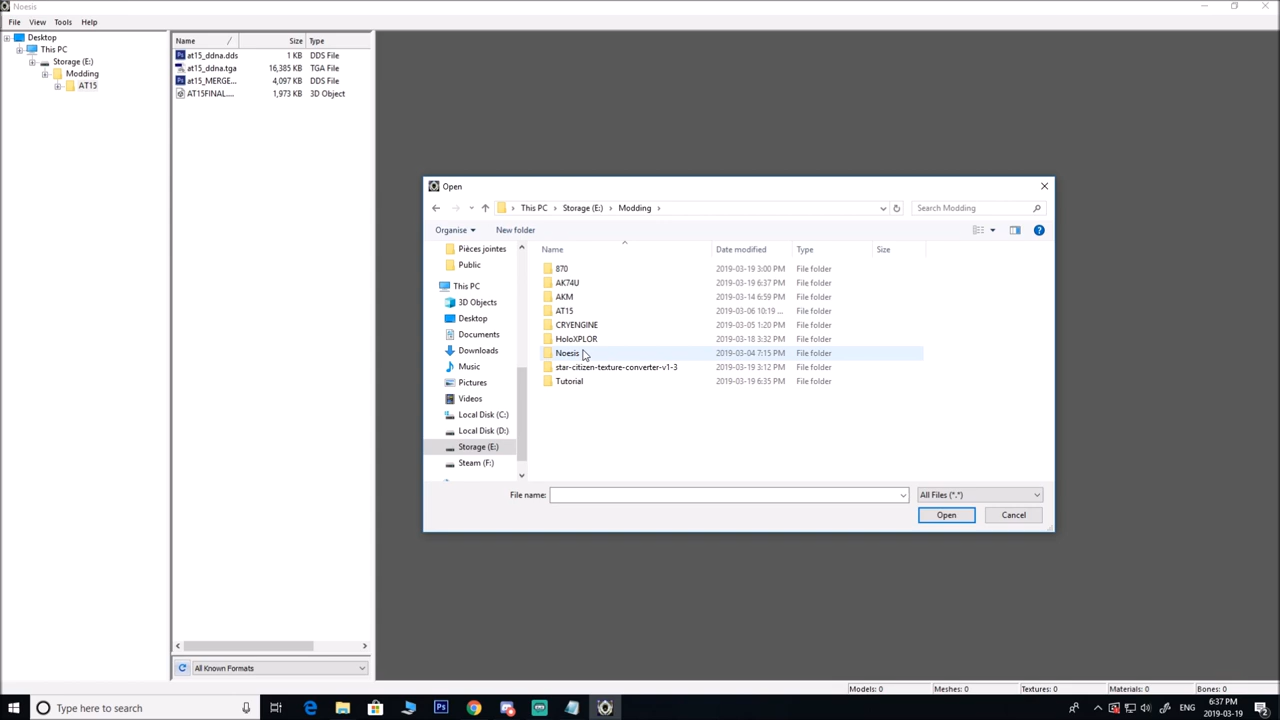 Noesis
File View Tools Help
Desktop
This PC
Storage (E:)
Modding
AT15
Name Size Type
at15_ddna.dds 1 KB DDS File
at15_ddna.tga 16,385 KB TGA File
at15_MERGE... 4,097 KB DDS File
AT15FINAL.... 1,973 KB 3D Object
All Known Formats
Open
This PC › Storage (E:) › Modding ›
Search Modding
Organise New folder
Pièces jointes
Public
This PC
3D Objects
Desktop
Documents
Downloads
Music
Pictures
Videos
Local Disk (C:)
Local Disk (D:)
Storage (E:)
Steam (F:)
Name Date modified Type Size
870 2019-03-19 3:00 PM File folder
AK74U 2019-03-19 6:37 PM File folder
AKM 2019-03-14 6:59 PM File folder
AT15 2019-03-06 10:19 ... File folder
CRYENGINE 2019-03-05 1:20 PM File folder
HoloXPLOR 2019-03-18 3:32 PM File folder
Noesis 2019-03-04 7:15 PM File folder
star-citizen-texture-converter-v1-3 2019-03-19 3:12 PM File folder
Tutorial 2019-03-19 6:35 PM File folder
File name: All Files (*.*)
Open Cancel
Models: 0 Meshes: 0 Textures: 0 Materials: 0 Bones: 0
Type here to search
ENG
6:37 PM
2019-03-19
2